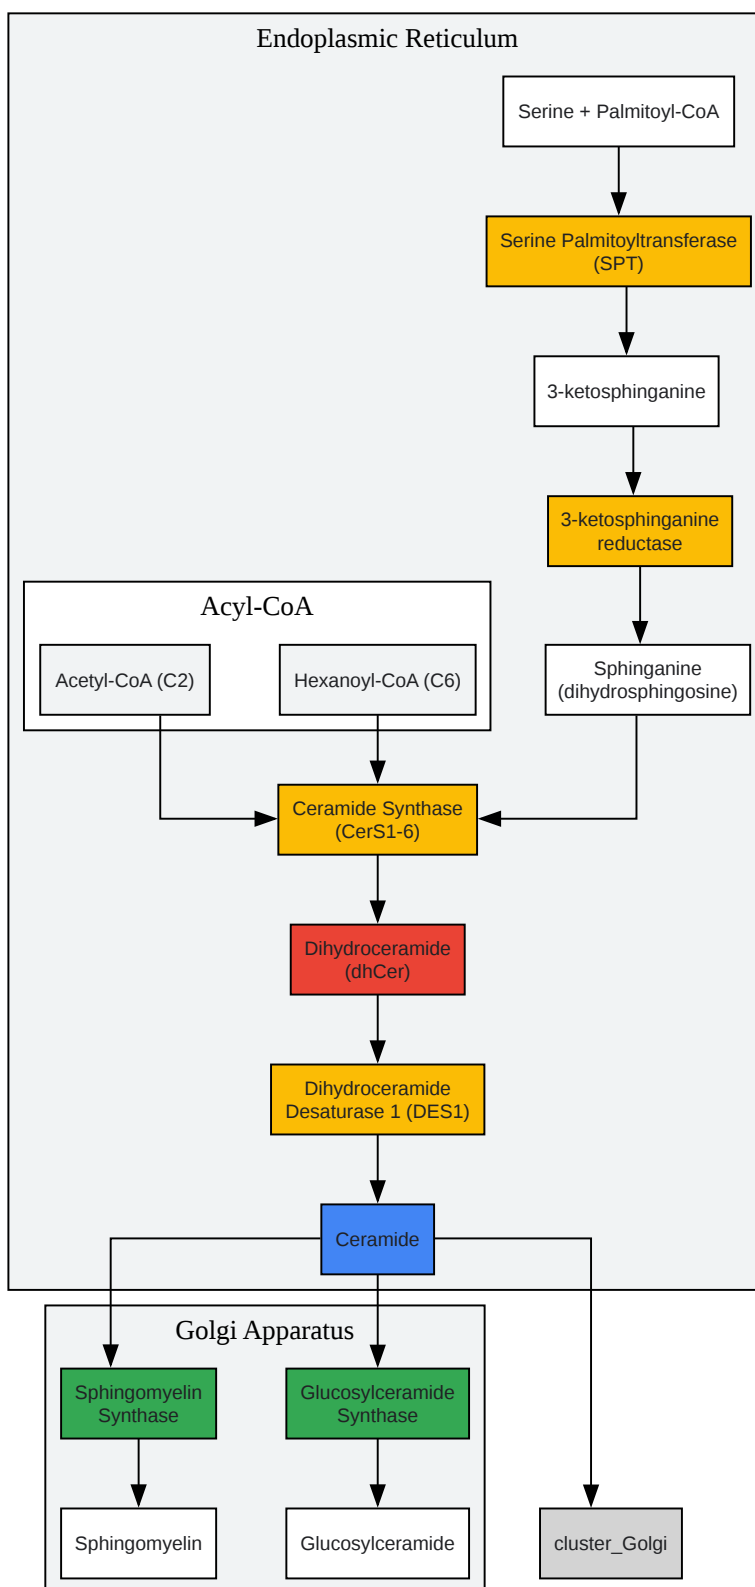 Endoplasmic Reticulum
Serine + Palmitoyl-CoA
Serine Palmitoyltransferase
(SPT)
3-ketosphinganine
3-ketosphinganine
reductase
Acyl-CoA
Acetyl-CoA (C2)
Hexanoyl-CoA (C6)
Sphinganine
(dihydrosphingosine)
Ceramide Synthase
(CerS1-6)
Dihydroceramide
(dhCer)
Dihydroceramide
Desaturase 1 (DES1)
Ceramide
Golgi Apparatus
Sphingomyelin
Synthase
Glucosylceramide
Synthase
Sphingomyelin
Glucosylceramide
cluster_Golgi